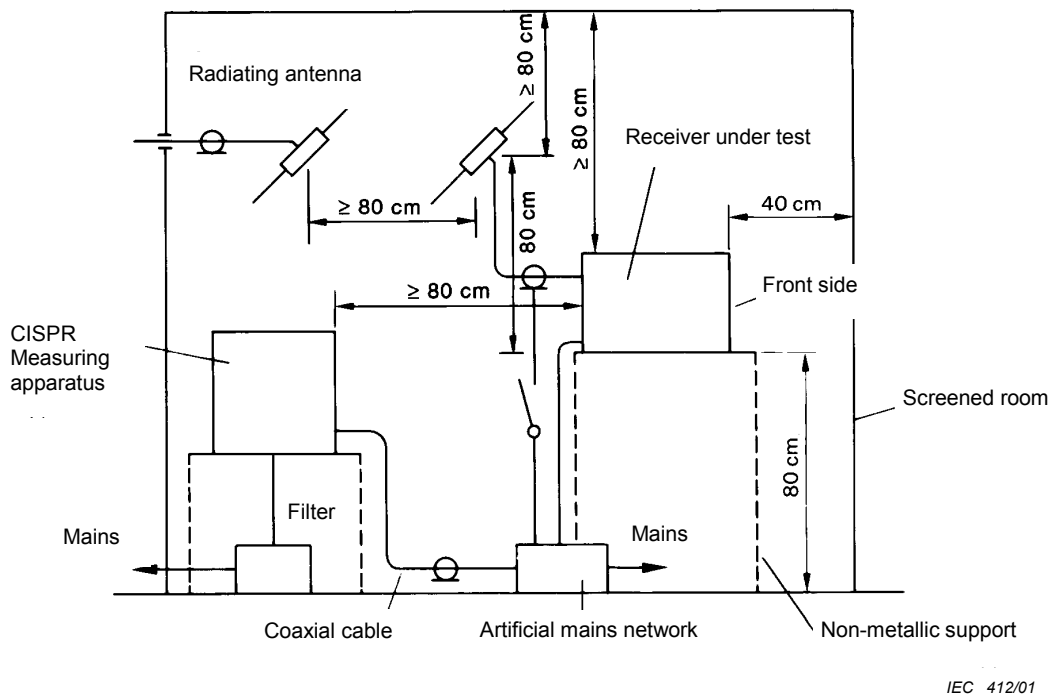 Radiating antenna
≥ 80 cm
≥ 80 cm
Receiver under test
≥ 80 cm
80 cm
40 cm
≥ 80 cm
Front side
CISPR
Measuring
apparatus
Screened room
80 cm
Filter
Mains
Mains
Coaxial cable
Artificial mains network
Non-metallic support
IEC 412/01